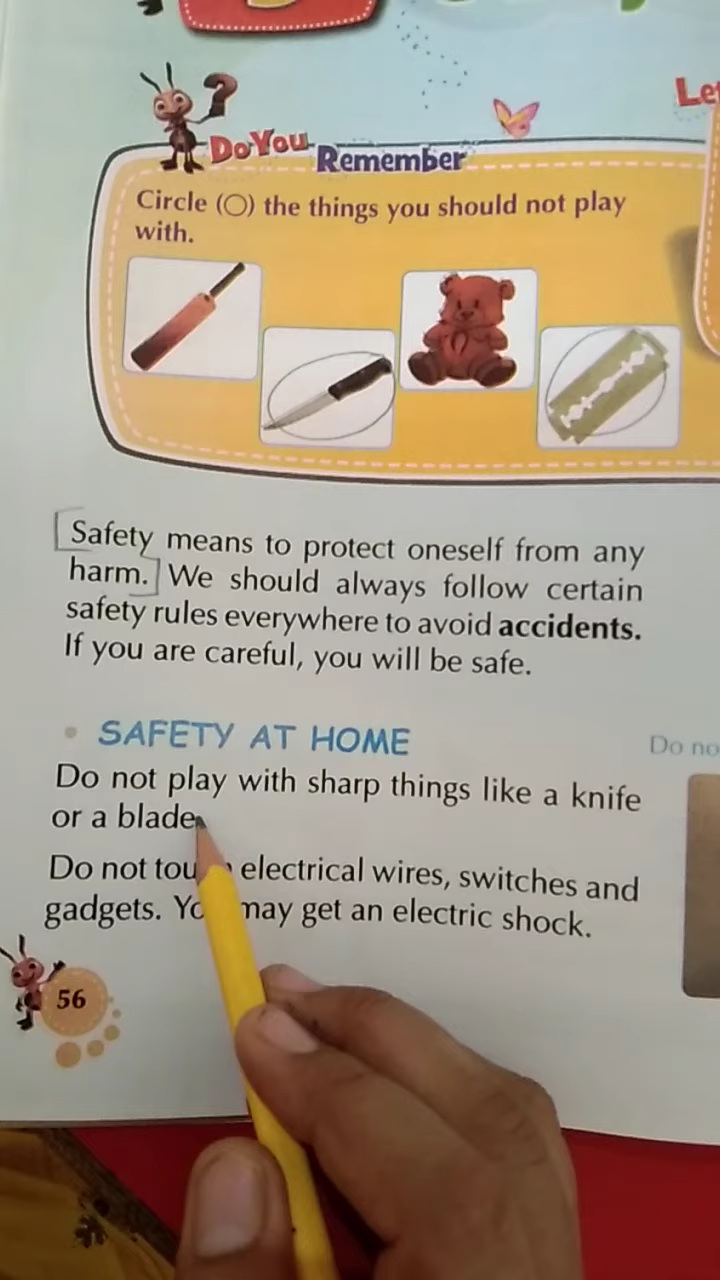 Le
Do You Remember
Circle (○) the things you should not play
with.
Safety means to protect oneself from any
harm. We should always follow certain
safety rules everywhere to avoid accidents.
If you are careful, you will be safe.
SAFETY AT HOME
Do no
Do not play with sharp things like a knife
or a blade
Do not electrical wires, switches and
gadgets. may get an electric shock.
56